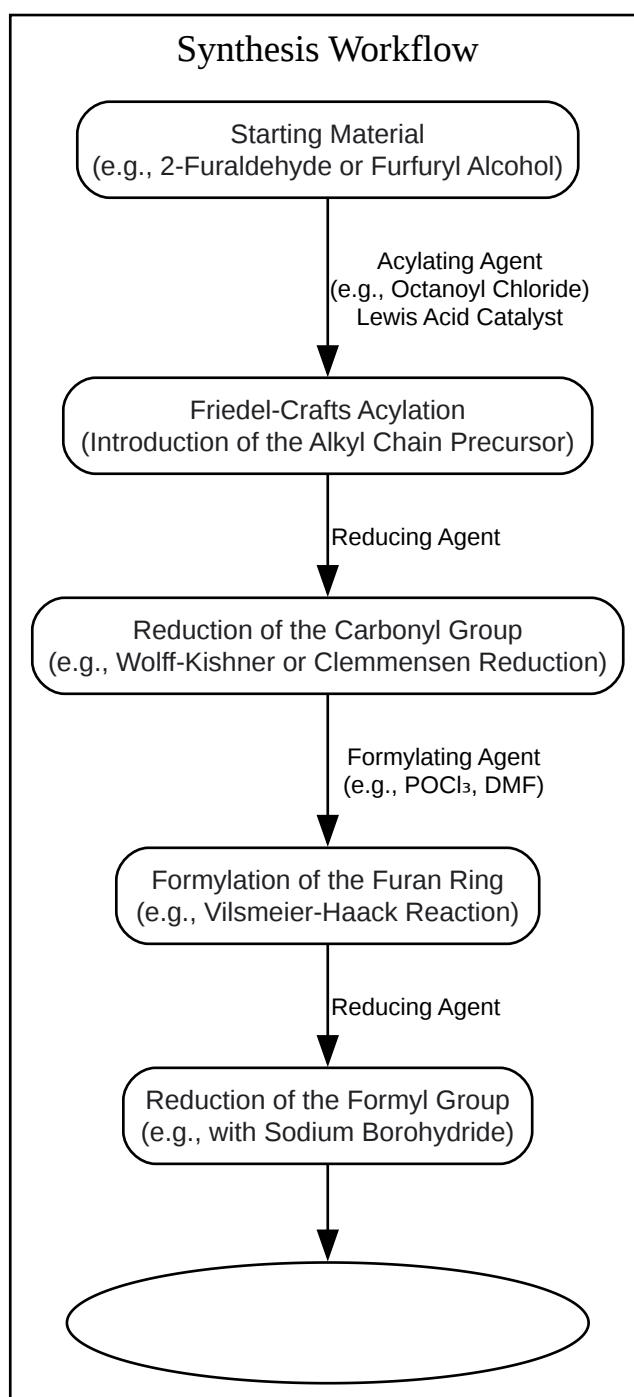 Synthesis Workflow
Starting Material
(e.g., 2-Furaldehyde or Furfuryl Alcohol)
Acylating Agent
(e.g., Octanoyl Chloride)
Lewis Acid Catalyst
Friedel-Crafts Acylation
(Introduction of the Alkyl Chain Precursor)
Reducing Agent
Reduction of the Carbonyl Group
(e.g., Wolff-Kishner or Clemmensen Reduction)
Formylating Agent
(e.g., POCl₃, DMF)
Formylation of the Furan Ring
(e.g., Vilsmeier-Haack Reaction)
Reducing Agent
Reduction of the Formyl Group
(e.g., with Sodium Borohydride)